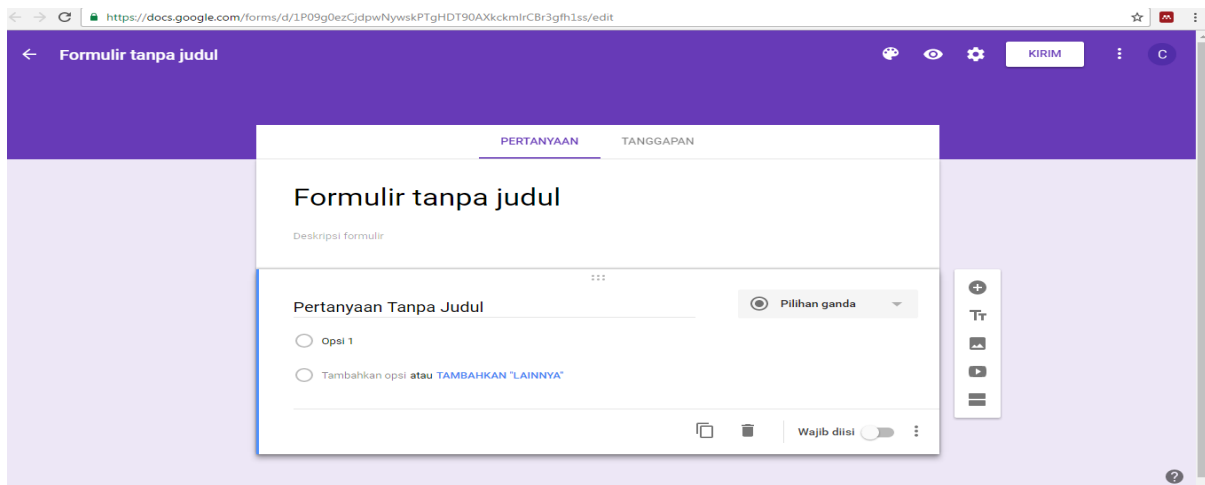 https://docs.google.com/forms/d/1P09g0ezCjdpwNywskPTgHDT90AXkckmlrCBr3gfh1ss/edit
Formulir tanpa judul
KIRIM
C
PERTANYAAN TANGGAPAN
Formulir tanpa judul
Deskripsi formulir
Pertanyaan Tanpa Judul
Pilihan ganda
Opsi 1
Tambahkan opsi atau TAMBAHKAN "LAINNYA"
Wajib diisi